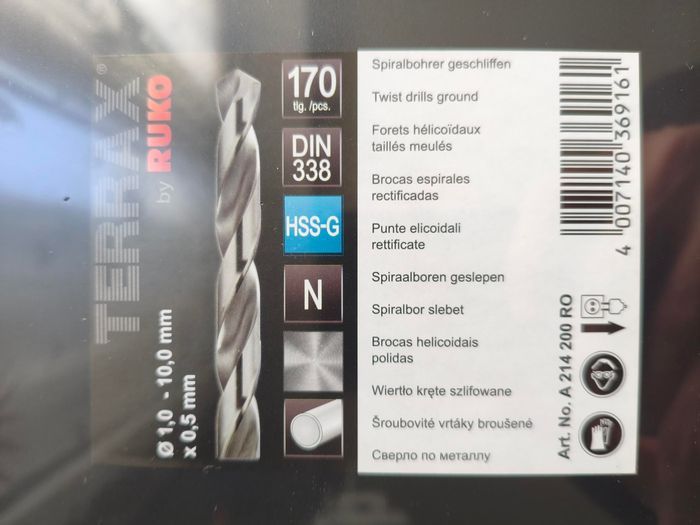 TERRAX®
by RUKO
Ø 1,0 - 10,0 mm
x 0,5 mm
170
tlg. /pcs.
DIN
338
HSS-G
N
Spiralbohrer geschliffen
Twist drills ground
Forets hélicoïdaux
taillés meulés
Brocas espirales
rectificadas
Punte elicoidali
rettificate
Spiraalboren geslepen
Spiralbor slebet
Brocas helicoidais
polidas
Wiertło kręte szlifowane
Šroubovité vrtáky broušené
Сверло по металлу
4 007140 369161
Art. No. A 214 200 RO